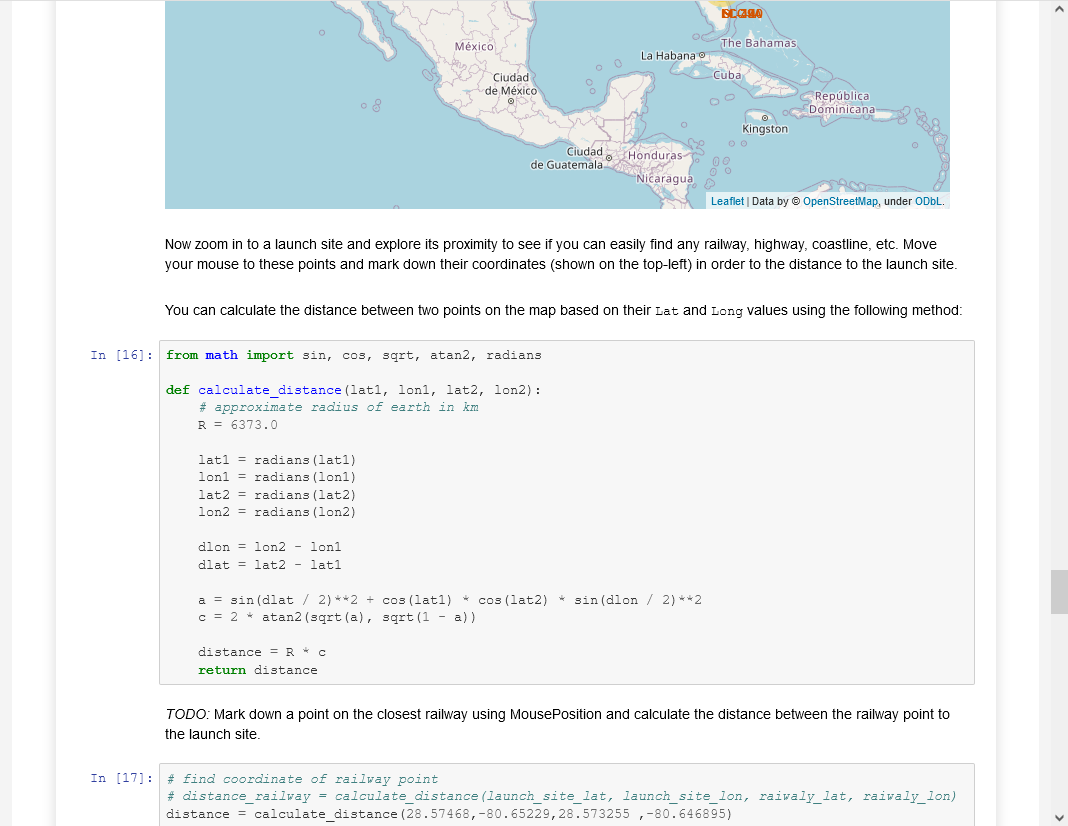 México
La Habana
The Bahamas
Ciudad
de México
Cuba
República
Dominicana
Kingston
Ciudad
de Guatemala
Honduras
Nicaragua
Leaflet | Data by © OpenStreetMap, under ODbL.
Now zoom in to a launch site and explore its proximity to see if you can easily find any railway, highway, coastline, etc. Move
your mouse to these points and mark down their coordinates (shown on the top-left) in order to the distance to the launch site.
You can calculate the distance between two points on the map based on their Lat and Long values using the following method:
In [16]: from math import sin, cos, sqrt, atan2, radians
def calculate_distance(lat1, lon1, lat2, lon2):
# approximate radius of earth in km
R = 6373.0
lat1 = radians(lat1)
lon1 = radians(lon1)
lat2 = radians(lat2)
lon2 = radians(lon2)
dlon = lon2 - lon1
dlat = lat2 - lat1
a = sin(dlat / 2)**2 + cos(lat1) * cos(lat2) * sin(dlon / 2)**2
c = 2 * atan2(sqrt(a), sqrt(1 - a))
distance = R * c
return distance
TODO: Mark down a point on the closest railway using MousePosition and calculate the distance between the railway point to
the launch site.
In [17]: # find coordinate of railway point
# distance_railway = calculate_distance(launch_site_lat, launch_site_lon, raiwaly_lat, raiwaly_lon)
distance = calculate_distance(28.57468,-80.65229,28.573255 ,-80.646895)